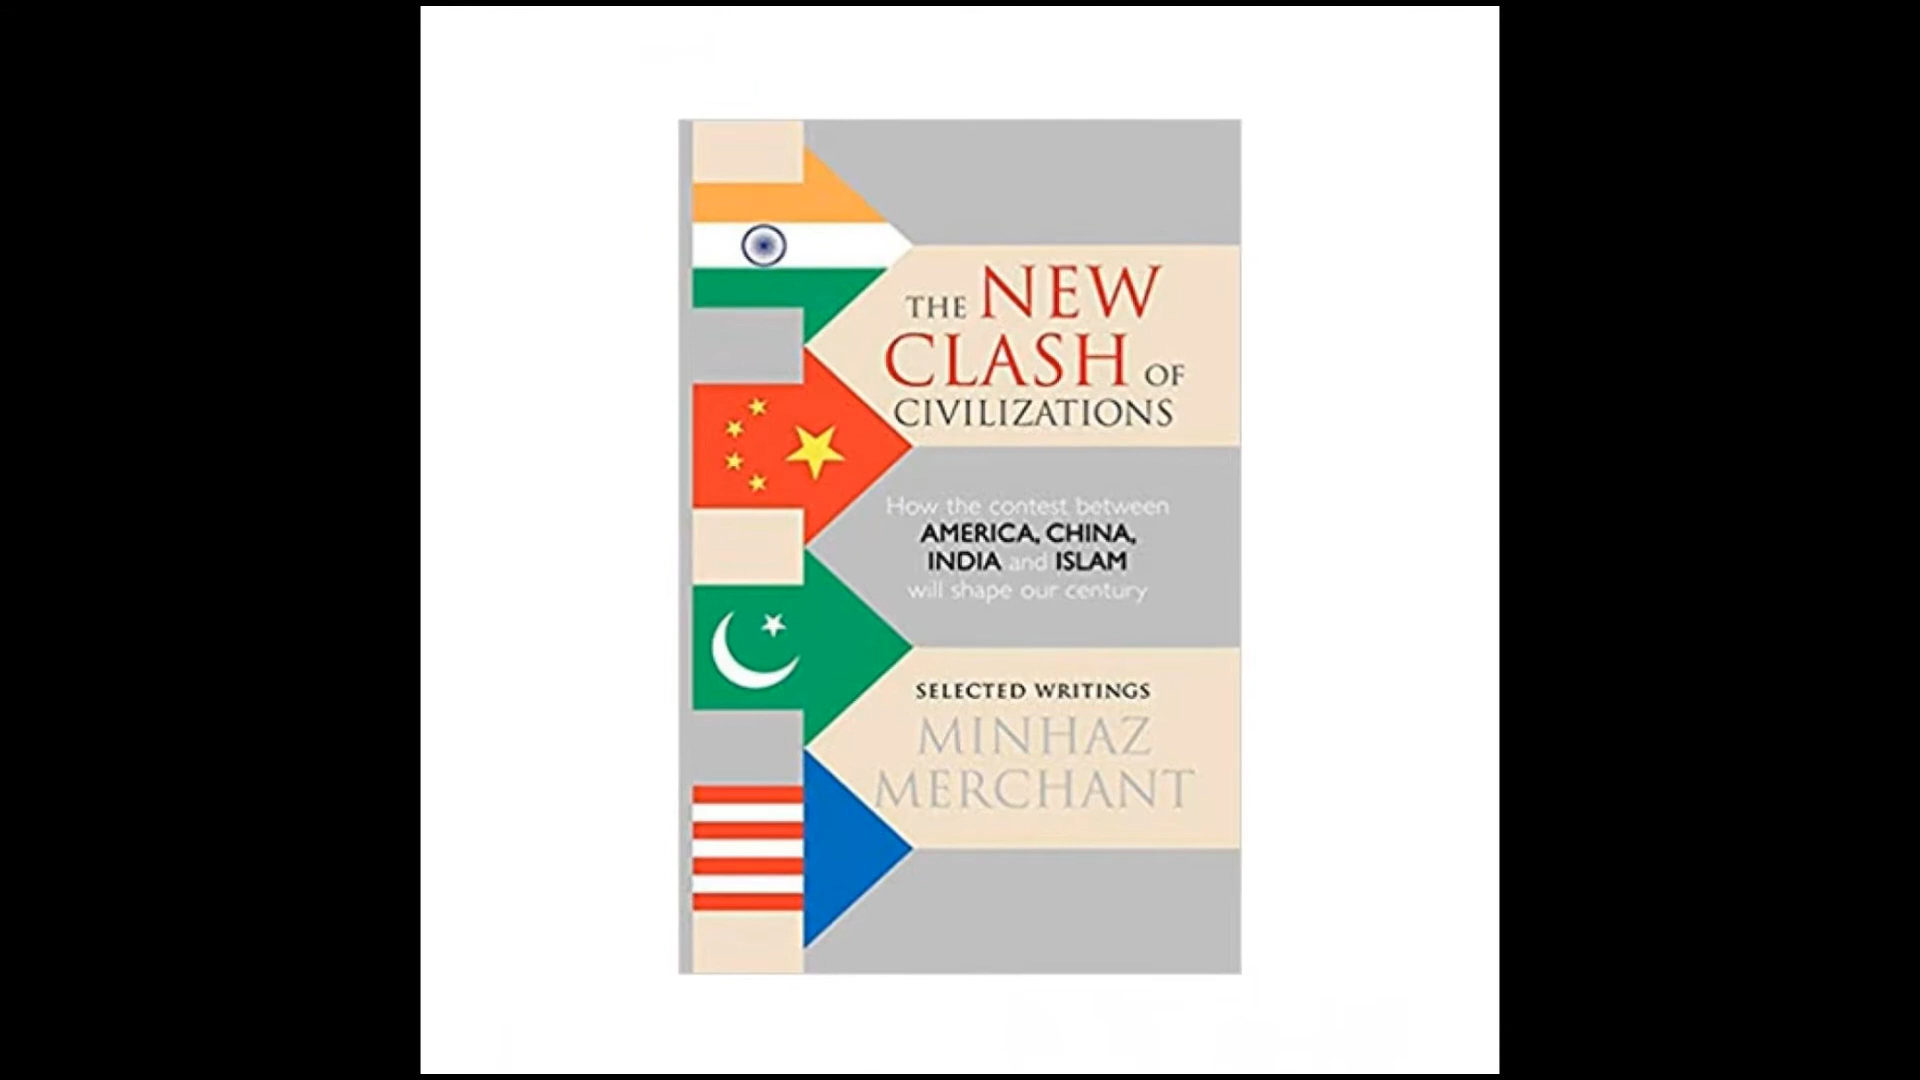 THE NEW
CLASH OF
CIVILIZATIONS
How the contest between
AMERICA, CHINA,
INDIA and ISLAM
will shape our century
SELECTED WRITINGS
MINHAZ
MERCHANT